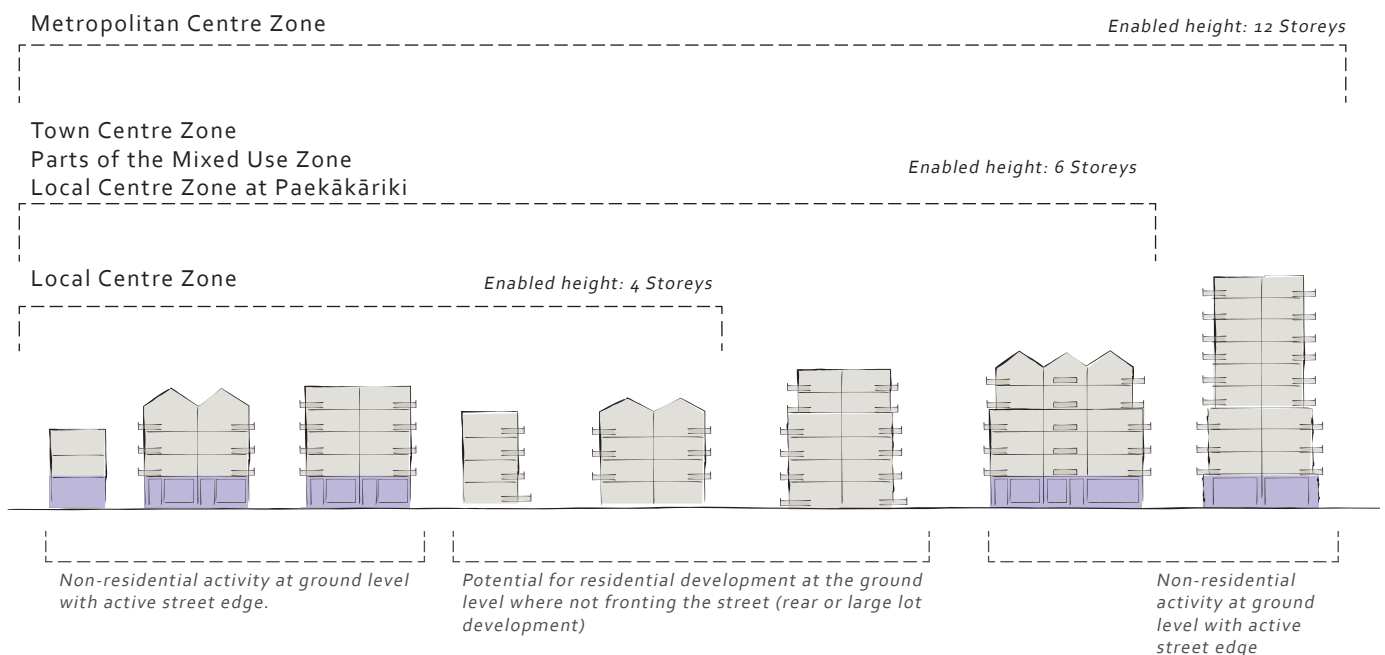 Metropolitan Centre Zone
Enabled height: 12 Storeys
Town Centre Zone
Parts of the Mixed Use Zone
Local Centre Zone at Paekākāriki
Enabled height: 6 Storeys
Local Centre Zone
Enabled height: 4 Storeys
Non-residential activity at ground level
with active street edge.
Potential for residential development at the ground
level where not fronting the street (rear or large lot
development)
Non-residential
activity at ground
level with active
street edge